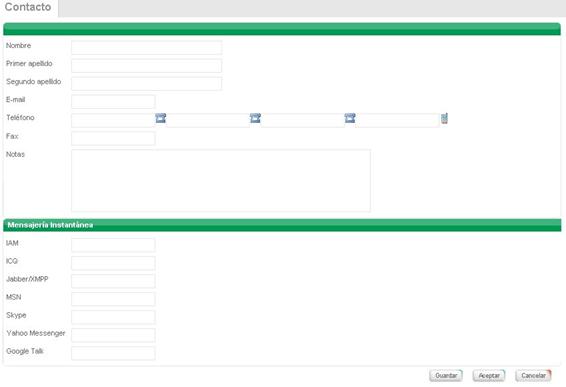 Contacto
Nombre
Primer apellido
Segundo apellido
E-mail
Teléfono
Fax
Notas
Mensajería Instantánea
IAM
ICQ
Jabber/XMPP
MSN
Skype
Yahoo Messenger
Google Talk
Guardar Aceptar Cancelar